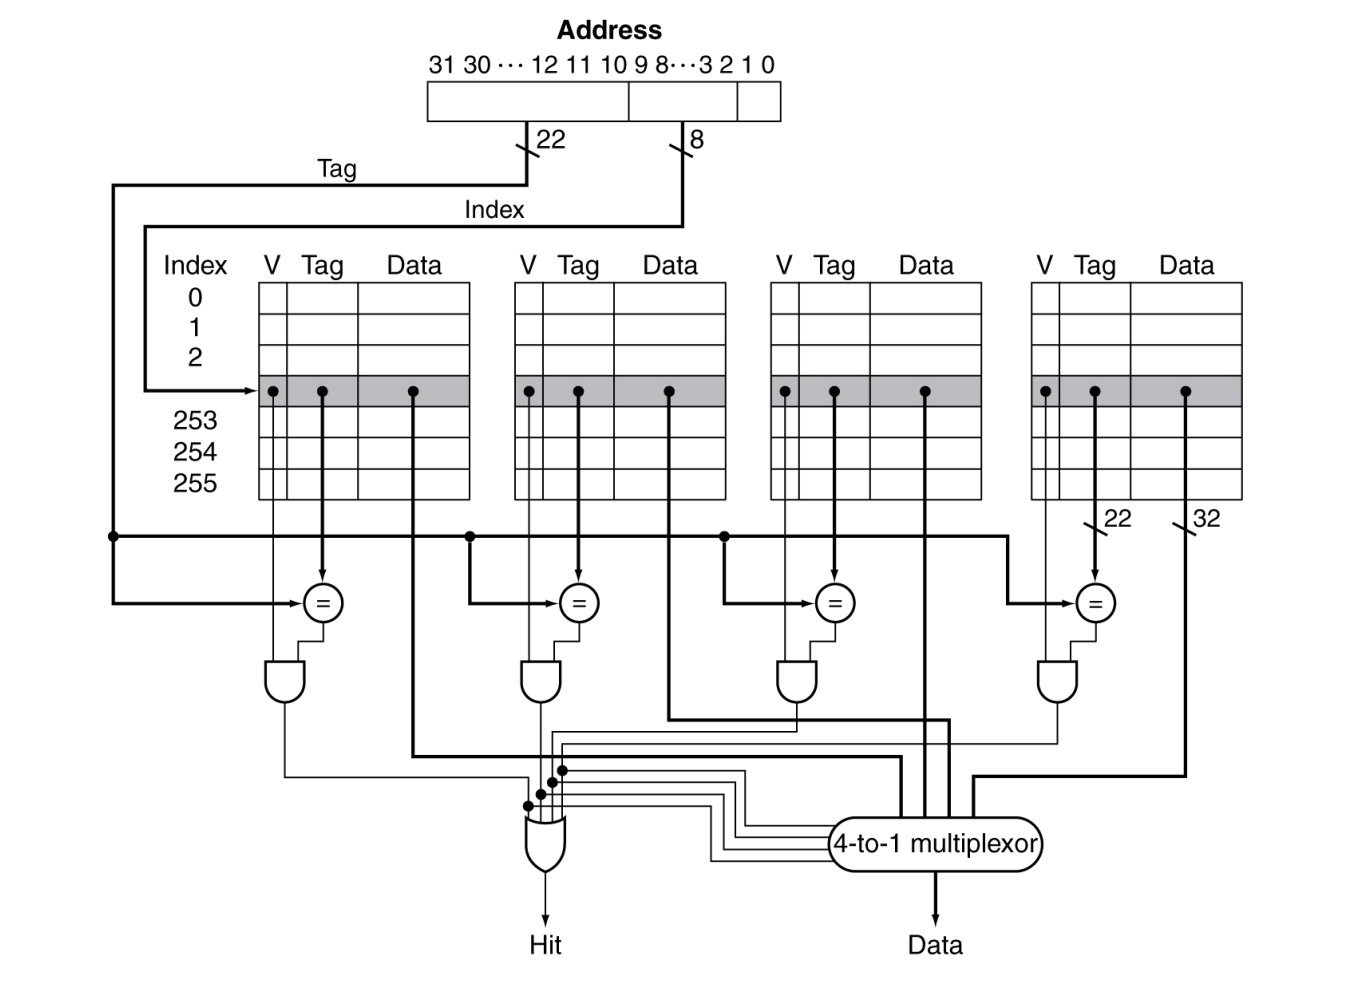 Address
31 30 ··· 12 11 10 9 8···3 2 1 0
22
8
Tag
Index
Index V Tag Data V Tag Data V Tag Data V Tag Data
0
1
2
253
254
255
22
32
= = = =
4-to-1 multiplexor
Hit
Data